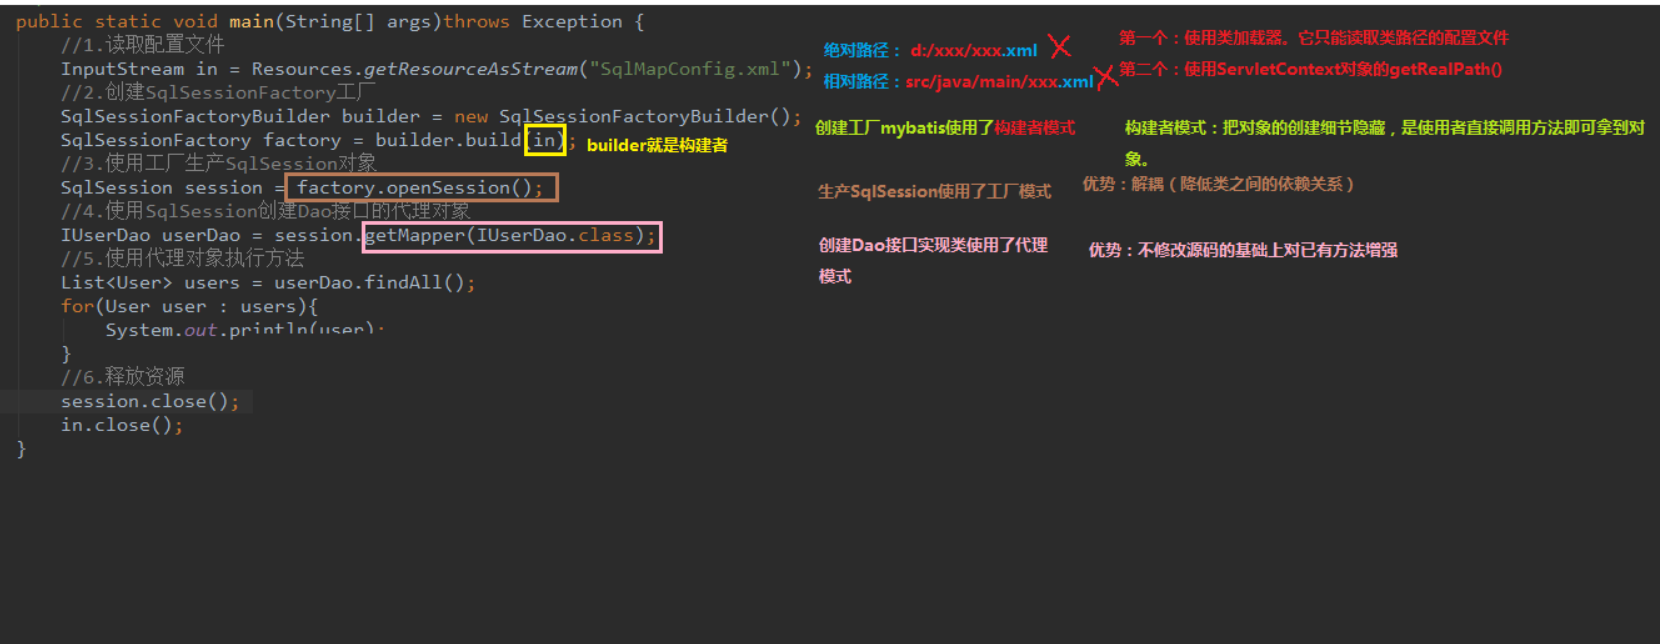 public static void main(String[] args)throws Exception {
//1.读取配置文件
绝对路径： d:/xxx/xxx.xml
第一个：使用类加载器。它只能读取类路径的配置文件
InputStream in = Resources.getResourceAsStream("SqlMapConfig.xml");
相对路径：src/java/main/xxx.xml
第二个：使用ServletContext对象的getRealPath()
//2.创建SqlSessionFactory工厂
SqlSessionFactoryBuilder builder = new SqlSessionFactoryBuilder();
创建工厂mybatis使用了构建者模式
构建者模式：把对象的创建细节隐藏，是使用者直接调用方法即可拿到对
象。
SqlSessionFactory factory = builder.build(in);
builder就是构建者
//3.使用工厂生产SqlSession对象
SqlSession session = factory.openSession();
生产SqlSession使用了工厂模式
优势：解耦（降低类之间的依赖关系）
//4.使用SqlSession创建Dao接口的代理对象
IUserDao userDao = session.getMapper(IUserDao.class);
创建Dao接口实现类使用了代理
模式
优势：不修改源码的基础上对已有方法增强
//5.使用代理对象执行方法
List<User> users = userDao.findAll();
for(User user : users){
System.out.println(user);
}
//6.释放资源
session.close();
in.close();
}